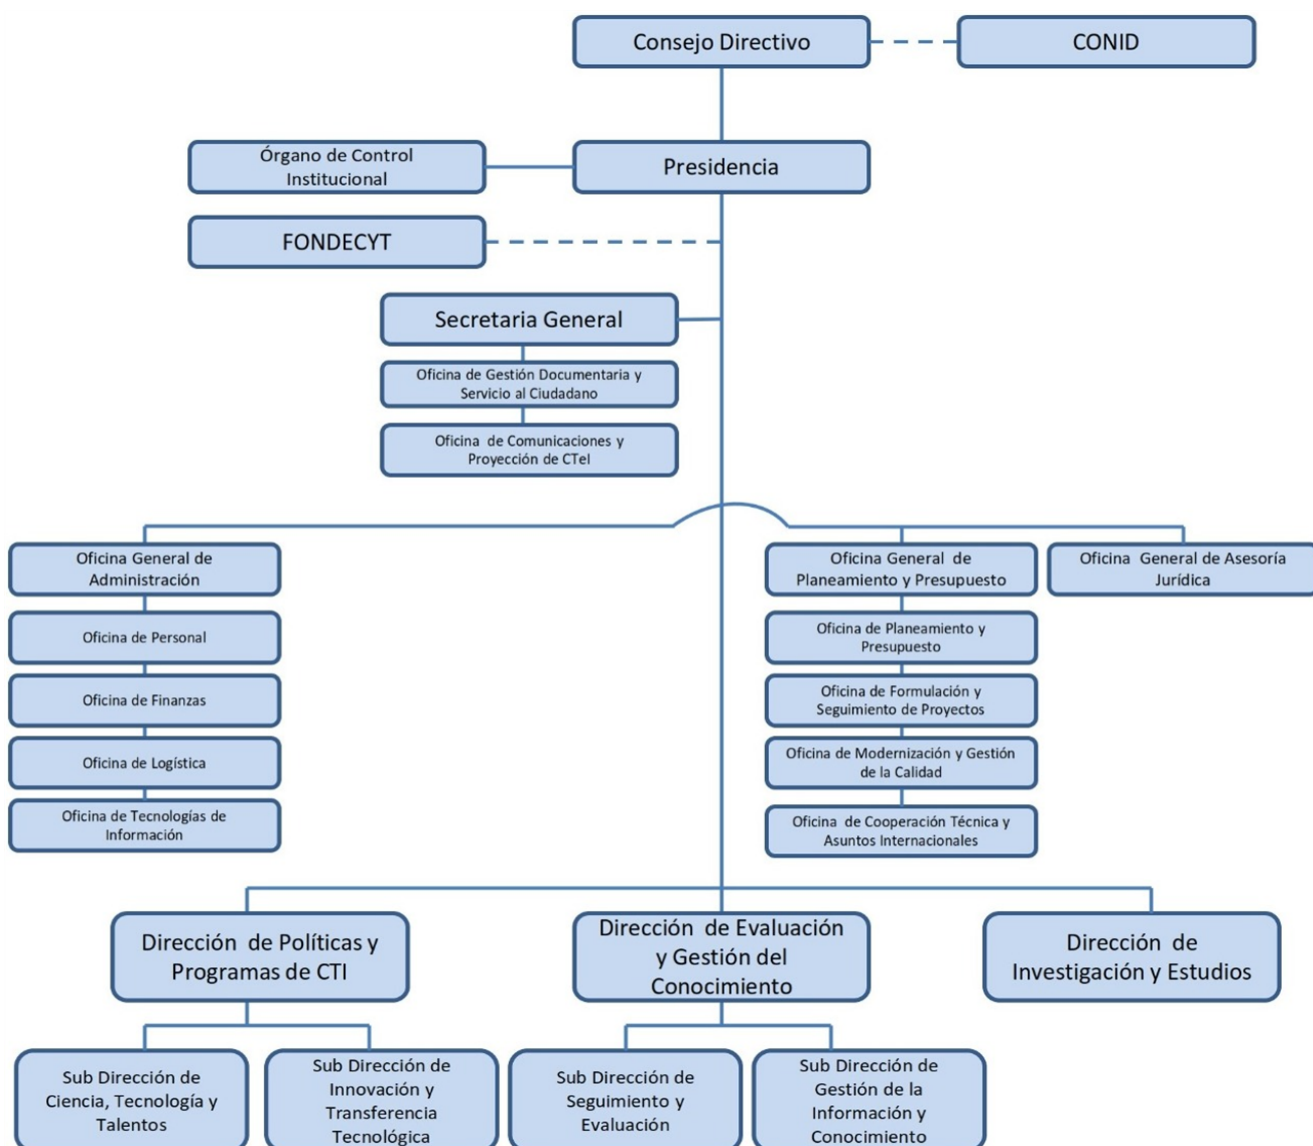 Consejo Directivo
CONID
Órgano de Control
Institucional
Presidencia
FONDECYT
Secretaria General
Oficina de Gestión Documentaria y
Servicio al Ciudadano
Oficina de Comunicaciones y
Proyección de CTeI
Oficina General de
Administración
Oficina de Personal
Oficina de Finanzas
Oficina de Logística
Oficina de Tecnologías de
Información
Oficina General de
Planeamiento y Presupuesto
Oficina de Planeamiento y
Presupuesto
Oficina de Formulación y
Seguimiento de Proyectos
Oficina de Modernización y Gestión
de la Calidad
Oficina de Cooperación Técnica y
Asuntos Internacionales
Oficina General de Asesoría
Jurídica
Dirección de Políticas y
Programas de CTI
Dirección de Evaluación
y Gestión del
Conocimiento
Dirección de
Investigación y Estudios
Sub Dirección de
Ciencia, Tecnología y
Talentos
Sub Dirección de
Innovación y
Transferencia
Tecnológica
Sub Dirección de
Seguimiento y
Evaluación
Sub Dirección de
Gestión de la
Información y
Conocimiento